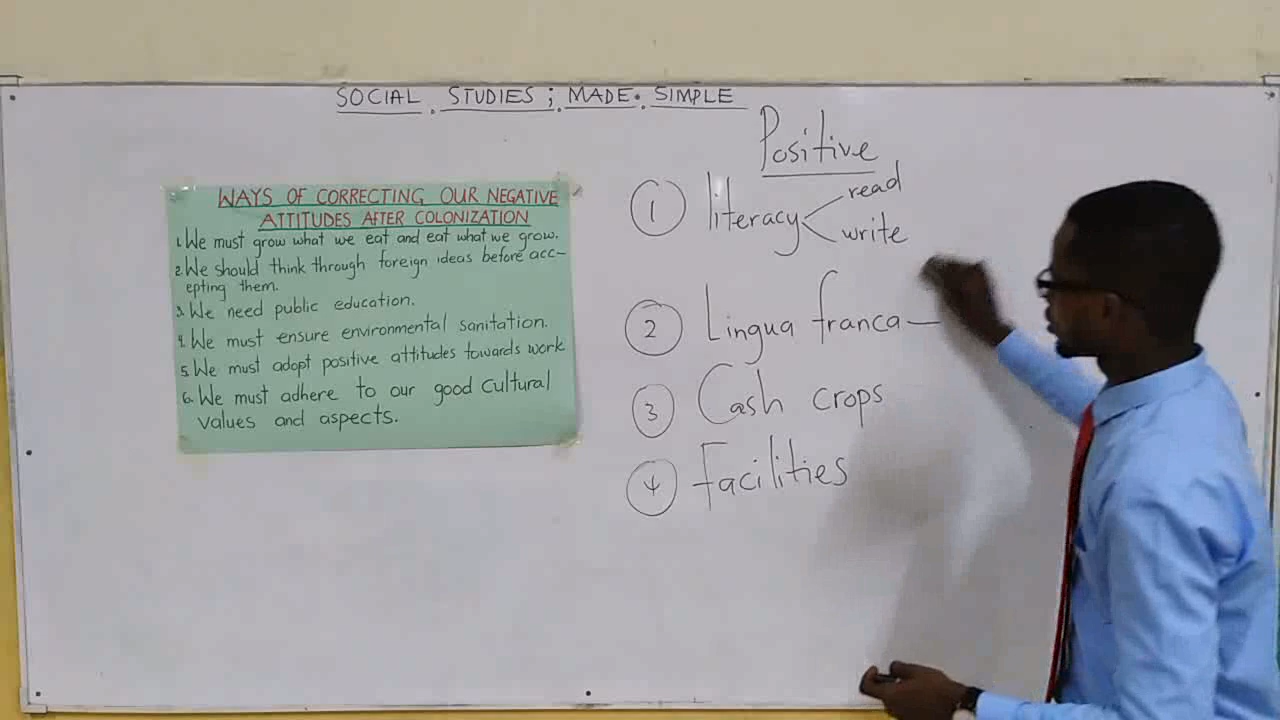 SOCIAL STUDIES ; MADE SIMPLE
WAYS OF CORRECTING OUR NEGATIVE
ATTITUDES AFTER COLONIZATION
1. We must grow what we eat and eat what we grow.
2. We should think through foreign ideas before acc-
epting them.
3. We need public education.
4. We must ensure environmental sanitation.
5. We must adopt positive attitudes towards work
6. We must adhere to our good Cultural
values and aspects.
Positive
1 literacy < read
write
2 Lingua franca —
3 Cash crops
4 Facilities